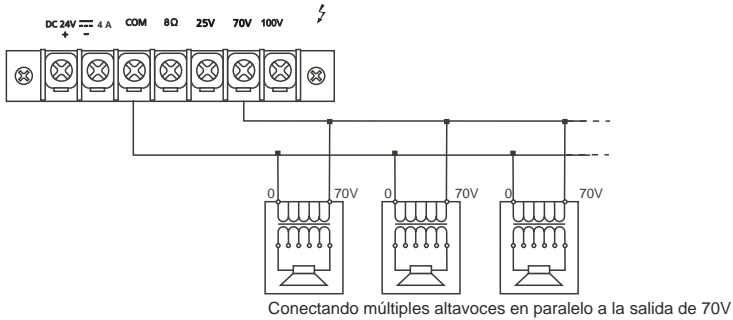 DC 24V 4 A COM 8Ω 25V 70V 100V
+ −
0 70V 0 70V 0 70V
Conectando múltiples altavoces en paralelo a la salida de 70V